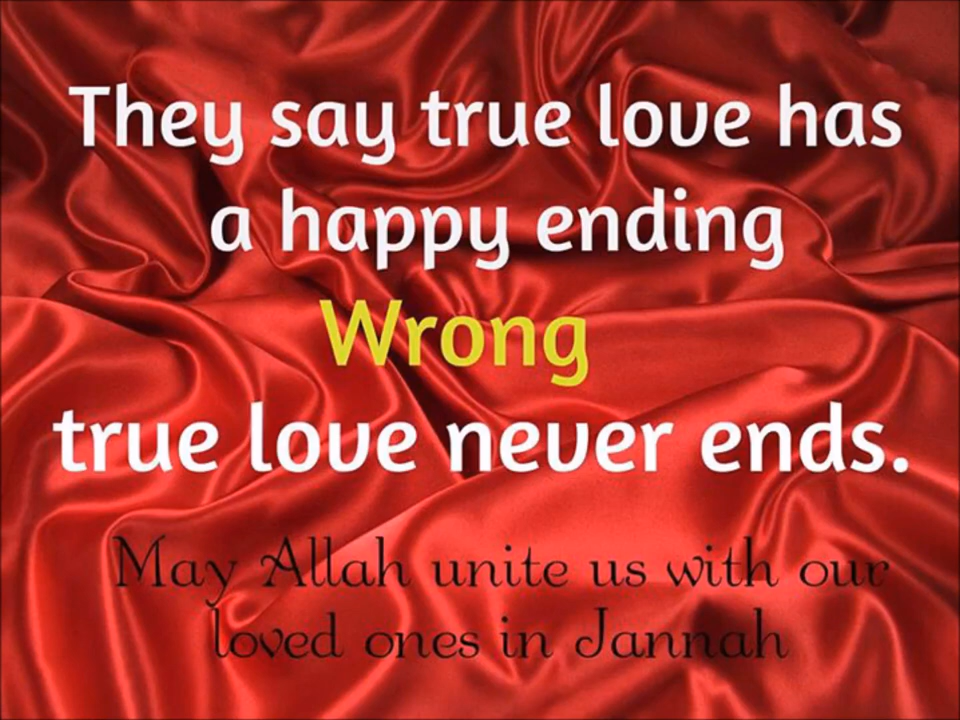 They say true love has
a happy ending
Wrong
true love never ends.
May Allah unite us with our
loved ones in Jannah